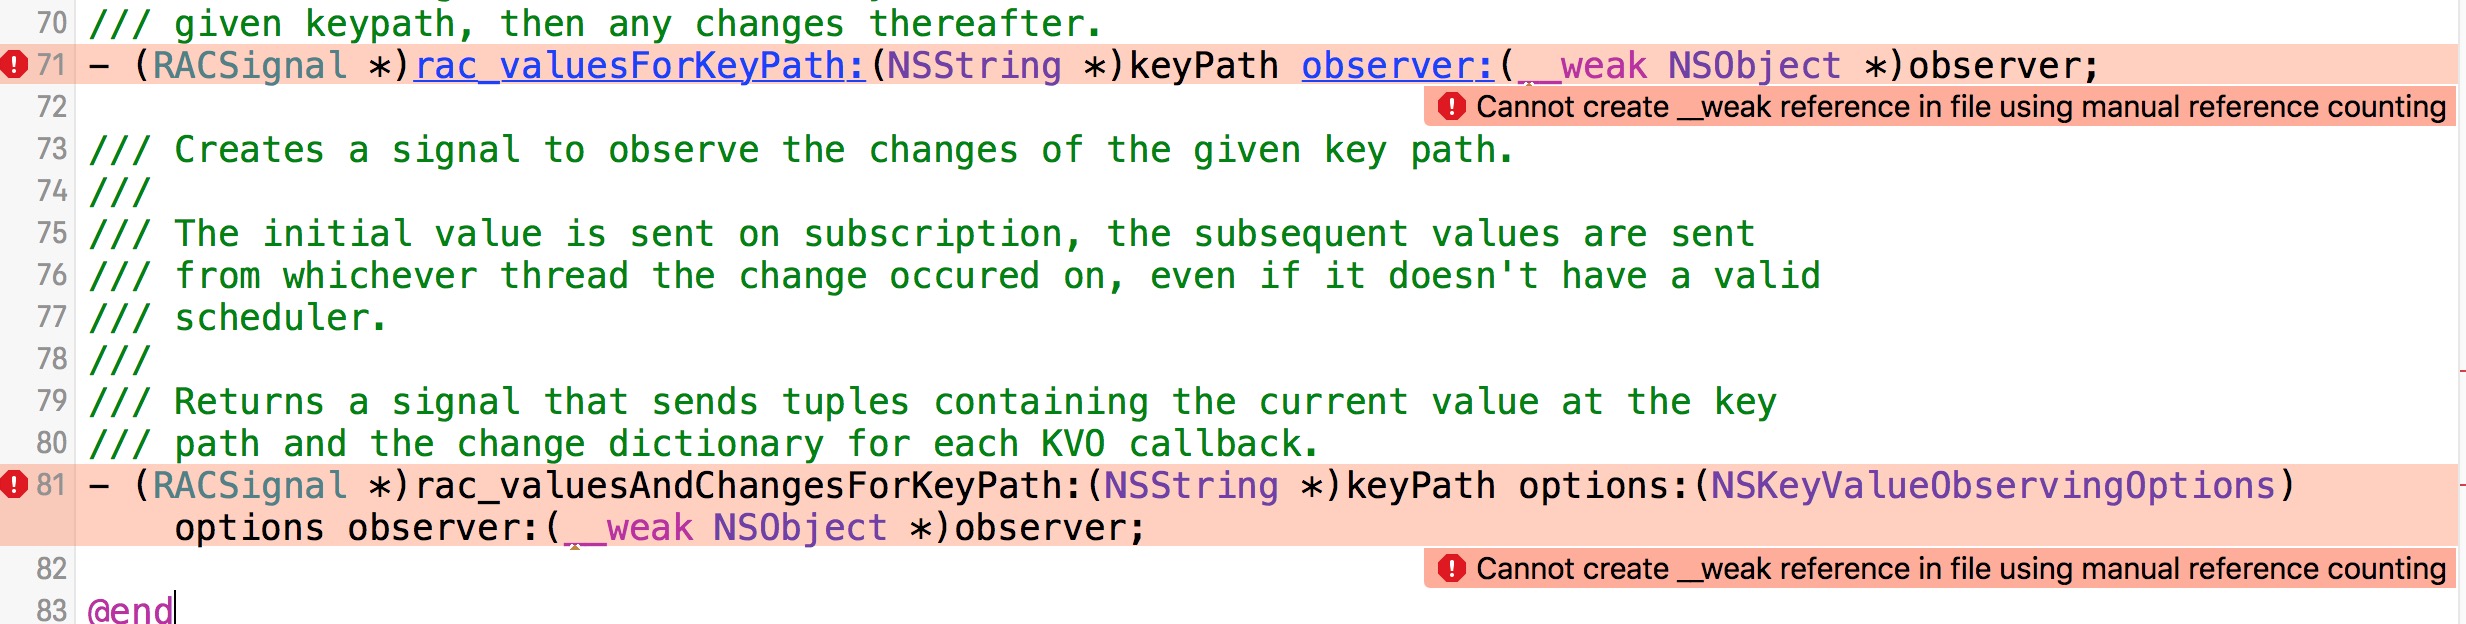 70 /// given keypath, then any changes thereafter.
71 – (RACSignal *)rac_valuesForKeyPath:(NSString *)keyPath observer:(__weak NSObject *)observer;
72 Cannot create __weak reference in file using manual reference counting
73 /// Creates a signal to observe the changes of the given key path.
74 ///
75 /// The initial value is sent on subscription, the subsequent values are sent
76 /// from whichever thread the change occured on, even if it doesn't have a valid
77 /// scheduler.
78 ///
79 /// Returns a signal that sends tuples containing the current value at the key
80 /// path and the change dictionary for each KVO callback.
81 – (RACSignal *)rac_valuesAndChangesForKeyPath:(NSString *)keyPath options:(NSKeyValueObservingOptions)
options observer:(__weak NSObject *)observer;
82 Cannot create __weak reference in file using manual reference counting
83 @end